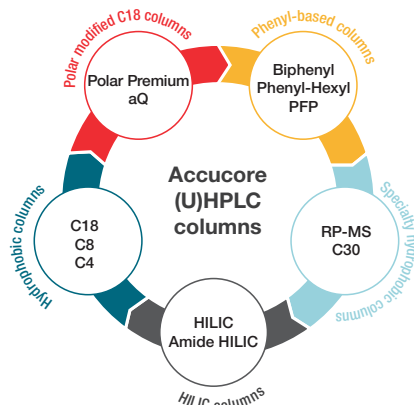 Polar modified C18 columns
Polar Premium
aQ
Phenyl-based columns
Biphenyl
Phenyl-Hexyl
PFP
Accucore
(U)HPLC
columns
Hydrophobic columns
C18
C8
C4
Specialty hyrophobic columns
RP-MS
C30
HILIC
Amide HILIC
HILIC columns